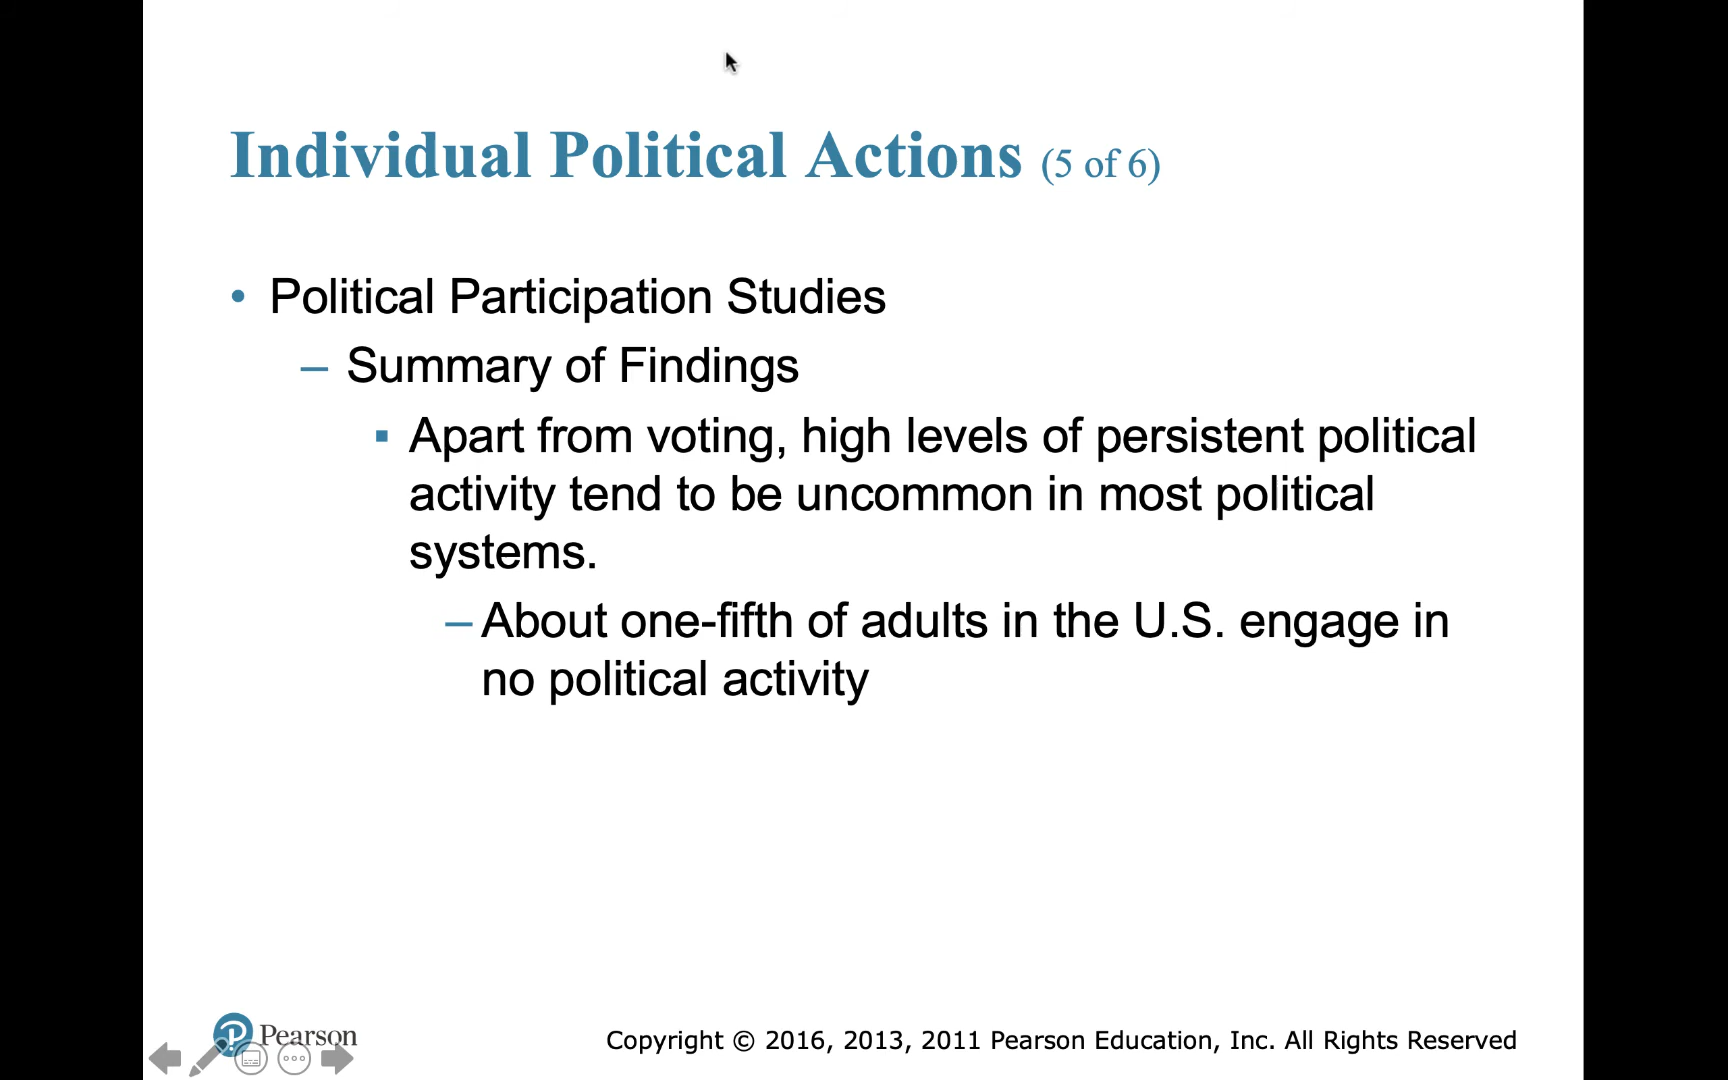 Individual Political Actions (5 of 6)
• Political Participation Studies
– Summary of Findings
▪ Apart from voting, high levels of persistent political
activity tend to be uncommon in most political
systems.
– About one-fifth of adults in the U.S. engage in
no political activity
Pearson
Copyright © 2016, 2013, 2011 Pearson Education, Inc. All Rights Reserved